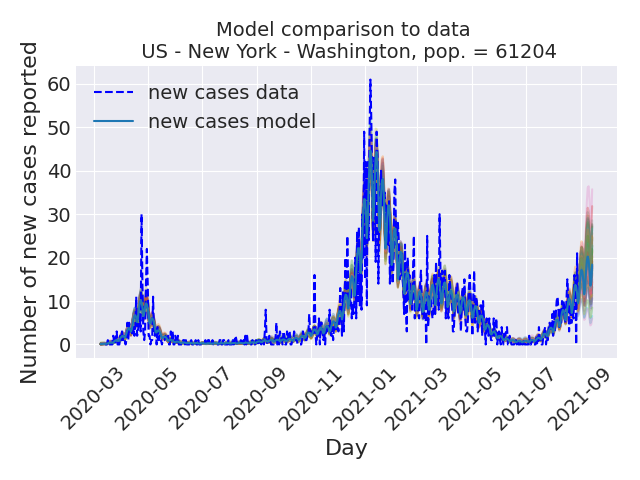 Model comparison to data
US - New York - Washington, pop. = 61204
Number of new cases reported
60
50
40
30
20
10
0
new cases data
new cases model
2020-03
2020-05
2020-07
2020-09
2020-11
2021-01
2021-03
2021-05
2021-07
2021-09
Day